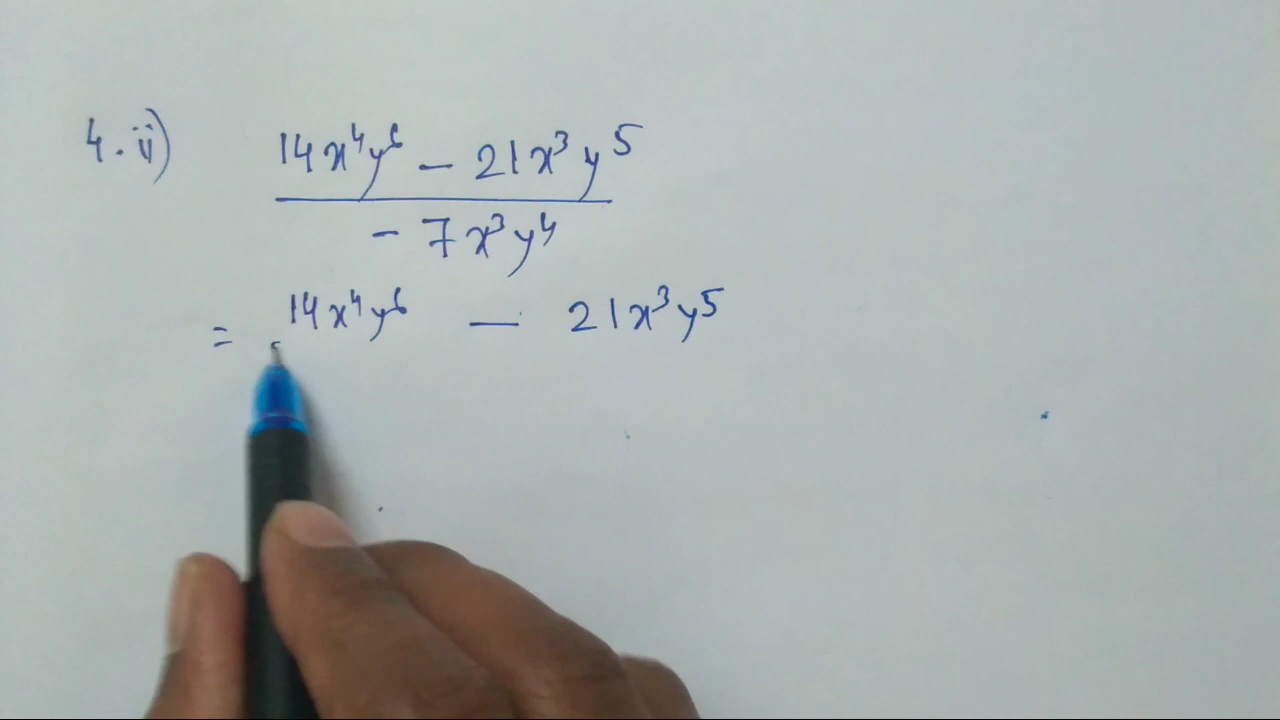 4. ii) 14x⁴y⁶ – 21x³y⁵
– 7x³y⁴
= 14x⁴y⁶ – 21x³y⁵